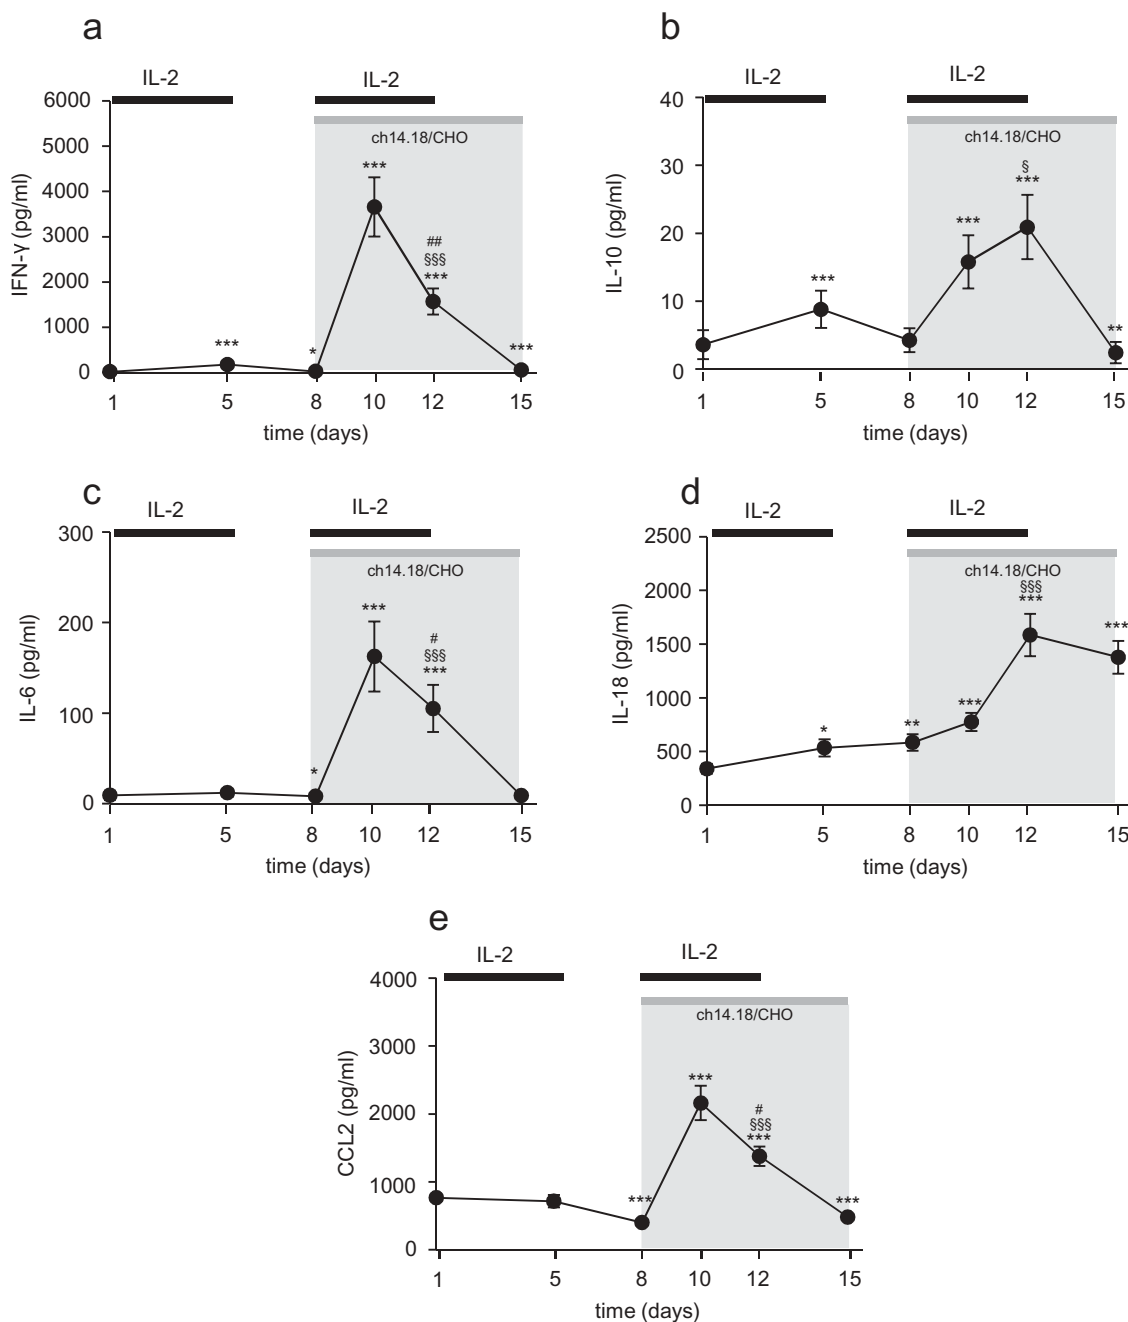 a
IL-2 IL-2
ch14.18/CHO
IFN-γ (pg/ml)
6000
5000
4000
3000
2000
1000
0
***
*
***
##
§§§
***
***
1 5 8 10 12 15
time (days)
b
IL-2 IL-2
ch14.18/CHO
IL-10 (pg/ml)
40
30
20
10
0
***
***
§
***
**
1 5 8 10 12 15
time (days)
c
IL-2 IL-2
ch14.18/CHO
IL-6 (pg/ml)
300
200
100
0
*
***
#
§§§
***
1 5 8 10 12 15
time (days)
d
IL-2 IL-2
ch14.18/CHO
IL-18 (pg/ml)
2500
2000
1500
1000
500
0
*
**
***
§§§
***
***
1 5 8 10 12 15
time (days)
e
IL-2 IL-2
ch14.18/CHO
CCL2 (pg/ml)
4000
3000
2000
1000
0
***
***
#
§§§
***
***
1 5 8 10 12 15
time (days)